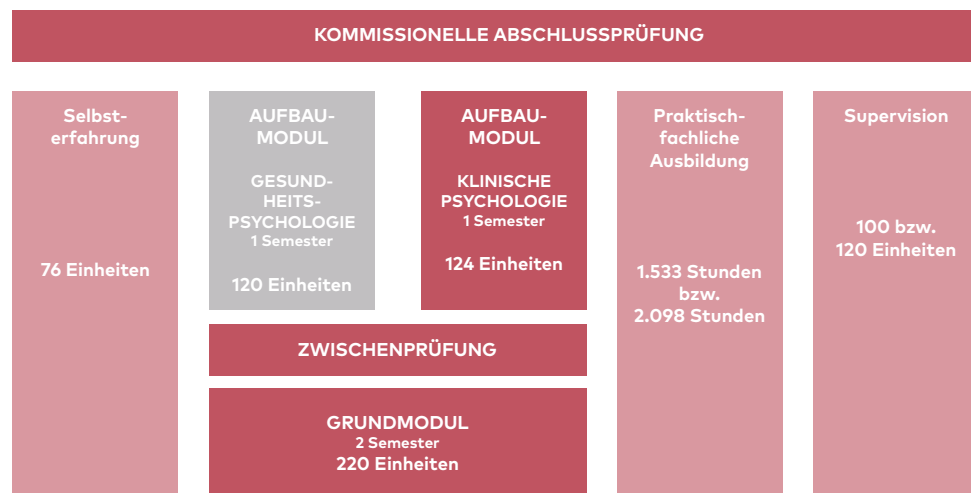 KOMMISSIONELLE ABSCHLUSSPRÜFUNG
Selbst-
erfahrung
76 Einheiten
AUFBAU-
MODUL
GESUND-
HEITS-
PSYCHOLOGIE
1 Semester
120 Einheiten
AUFBAU-
MODUL
KLINISCHE
PSYCHOLOGIE
1 Semester
124 Einheiten
ZWISCHENPRÜFUNG
GRUNDMODUL
2 Semester
220 Einheiten
Praktisch-
fachliche
Ausbildung
1.533 Stunden
bzw.
2.098 Stunden
Supervision
100 bzw.
120 Einheiten